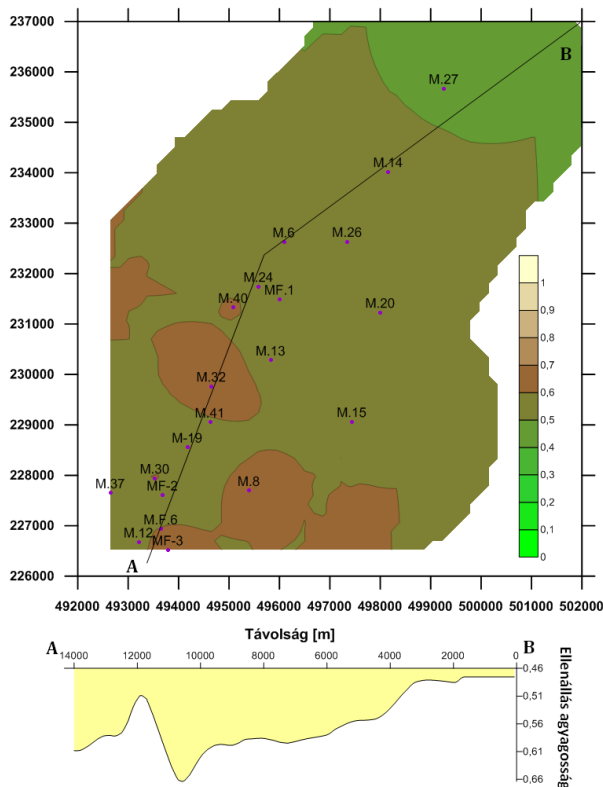 237000
236000
235000
234000
233000
232000
231000
230000
229000
228000
227000
226000
B
M.27
M.14
M.6
M.26
M.24
MF.1
M.40
M.20
M.13
M.32
M.41
M.15
M-19
M.30
M.37
MF-2
M.8
M.F.6
M.12
MF-3
A
1
0,9
0,8
0,7
0,6
0,5
0,4
0,3
0,2
0,1
0
492000 493000 494000 495000 496000 497000 498000 499000 500000 501000 502000
Távolság [m]
A
B
14000 12000 10000 8000 6000 4000 2000 0
0,46
0,51
0,56
0,61
0,66
Ellenállás agyagosság